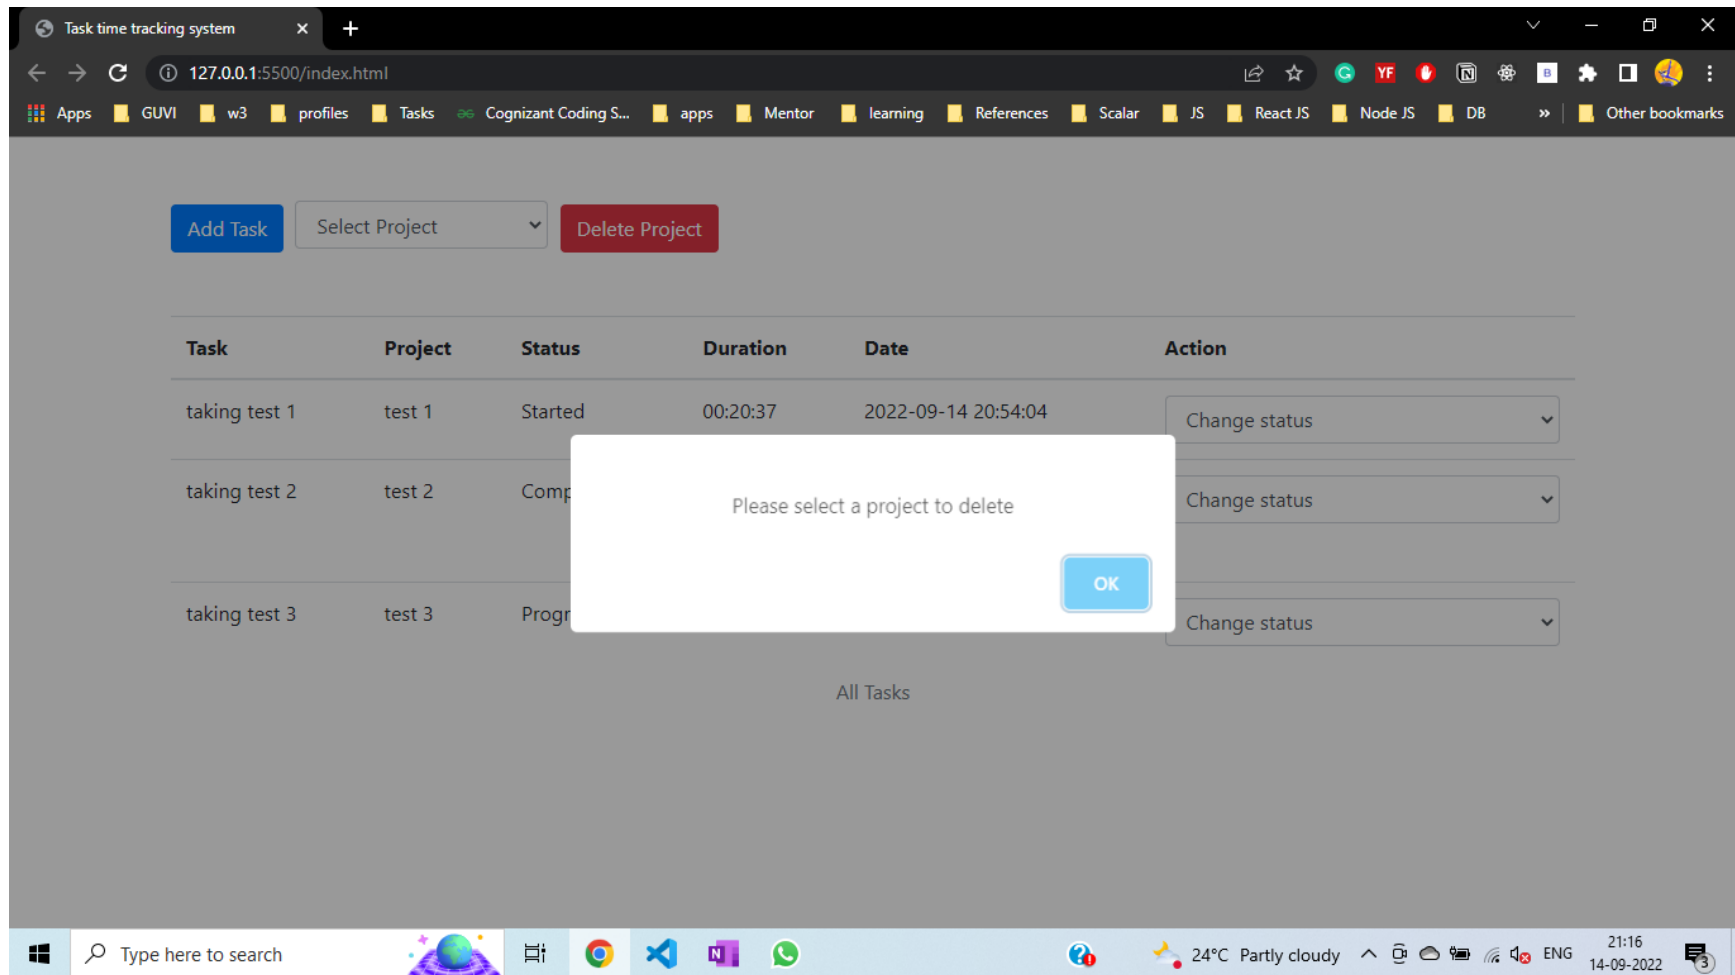 Task time tracking system
127.0.0.1:5500/index.html
G YF N B
Apps GUVI w3 profiles Tasks Cognizant Coding S... apps Mentor learning References Scalar JS React JS Node JS DB » Other bookmarks
Add Task Select Project Delete Project
Task Project Status Duration Date Action
taking test 1 test 1 Started 00:20:37 2022-09-14 20:54:04 Change status
taking test 2 test 2 Comp Change status
Please select a project to delete
OK
taking test 3 test 3 Progr Change status
All Tasks
Type here to search N 24°C Partly cloudy ENG 21:16
14-09-2022 3